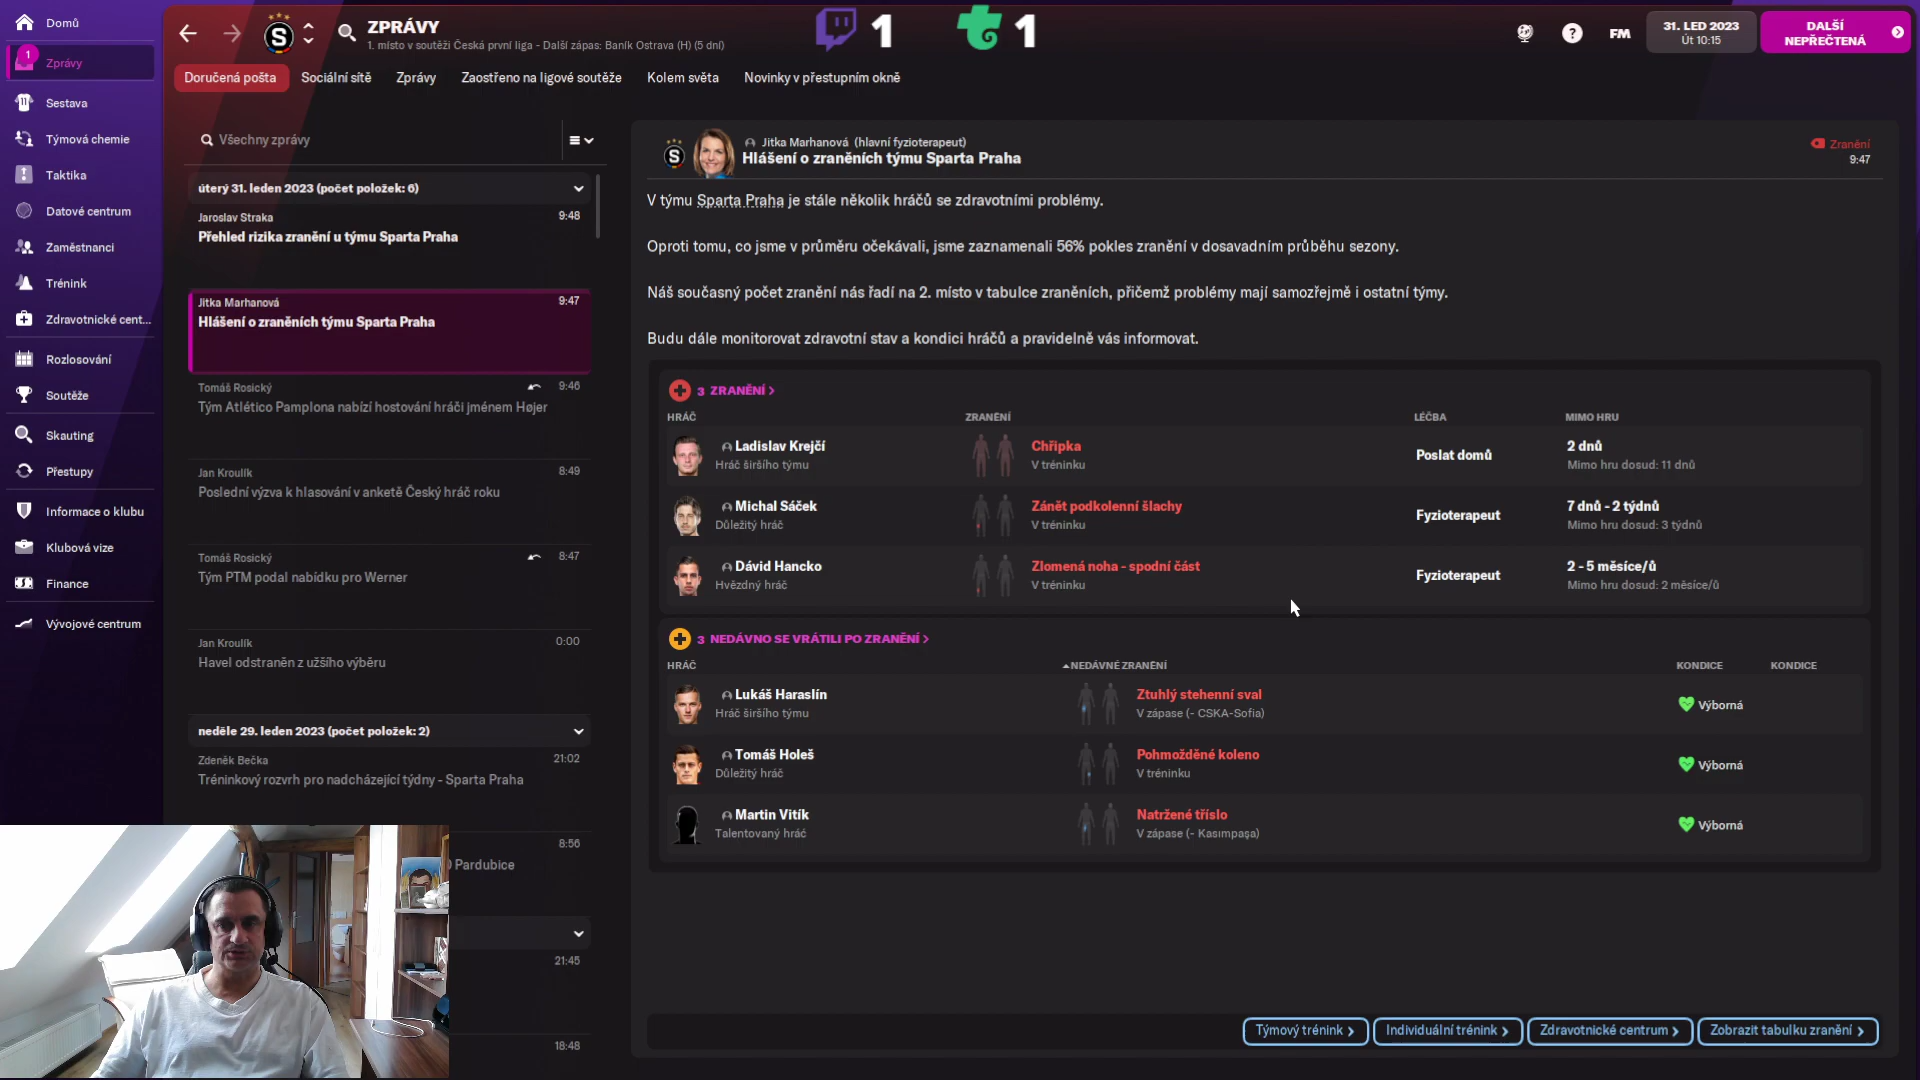 Domů
1
Zprávy
Sestava
Týmová chemie
Taktika
Datové centrum
Zaměstnanci
Trénink
Zdravotnické cent...
Rozlosování
Soutěže
Skauting
Přestupy
Informace o klubu
Klubová vize
Finance
Vývojové centrum
S
ZPRÁVY
1. místo v soutěži Česká první liga - Další zápas: Baník Ostrava (H) (5 dní)
1
1
?
FM
31. LED 2023
Út 10:15
DALŠÍ
NEPŘEČTENÁ
Doručená pošta
Sociální sítě
Zprávy
Zaostřeno na ligové soutěže
Kolem světa
Novinky v přestupním okně
Všechny zprávy
úterý 31. leden 2023 (počet položek: 6)
Jaroslav Straka 9:48
Přehled rizika zranění u týmu Sparta Praha
Jitka Marhanová 9:47
Hlášení o zraněních týmu Sparta Praha
Tomáš Rosický 9:46
Tým Atlético Pamplona nabízí hostování hráči jménem Højer
Jan Kroulík 8:49
Poslední výzva k hlasování v anketě Český hráč roku
Tomáš Rosický 8:47
Tým PTM podal nabídku pro Werner
Jan Kroulík 0:00
Havel odstraněn z užšího výběru
neděle 29. leden 2023 (počet položek: 2)
Zdeněk Bečka 21:02
Tréninkový rozvrh pro nadcházející týdny - Sparta Praha
8:56
Pardubice
21:45
18:48
S
Jitka Marhanová (hlavní fyzioterapeut)
Hlášení o zraněních týmu Sparta Praha
Zranění
9:47
V týmu Sparta Praha je stále několik hráčů se zdravotními problémy.
Oproti tomu, co jsme v průměru očekávali, jsme zaznamenali 56% pokles zranění v dosavadním průběhu sezony.
Náš současný počet zranění nás řadí na 2. místo v tabulce zraněních, přičemž problémy mají samozřejmě i ostatní týmy.
Budu dále monitorovat zdravotní stav a kondici hráčů a pravidelně vás informovat.
3 ZRANĚNÍ >
HRÁČ ZRANĚNÍ LÉČBA MIMO HRU
Ladislav Krejčí Chřipka 2 dnů
Poslat domů
Hráč širšího týmu V tréninku Mimo hru dosud: 11 dnů
Michal Sáček Zánět podkolenní šlachy 7 dnů - 2 týdnů
Fyzioterapeut
Důležitý hráč V tréninku Mimo hru dosud: 3 týdnů
Dávid Hancko Zlomená noha - spodní část 2 - 5 měsíce/ů
Fyzioterapeut
Hvězdný hráč V tréninku Mimo hru dosud: 2 měsíce/ů
3 NEDÁVNO SE VRÁTILI PO ZRANĚNÍ >
HRÁČ NEDÁVNÉ ZRANĚNÍ KONDICE KONDICE
Lukáš Haraslín Ztuhlý stehenní sval
Výborná
Hráč širšího týmu V zápase (- CSKA-Sofia)
Tomáš Holeš Pohmožděné koleno
Výborná
Důležitý hráč V tréninku
Martin Vitík Natržené tříslo
Výborná
Talentovaný hráč V zápase (- Kasımpaşa)
Týmový trénink >
Individuální trénink >
Zdravotnické centrum >
Zobrazit tabulku zranění >